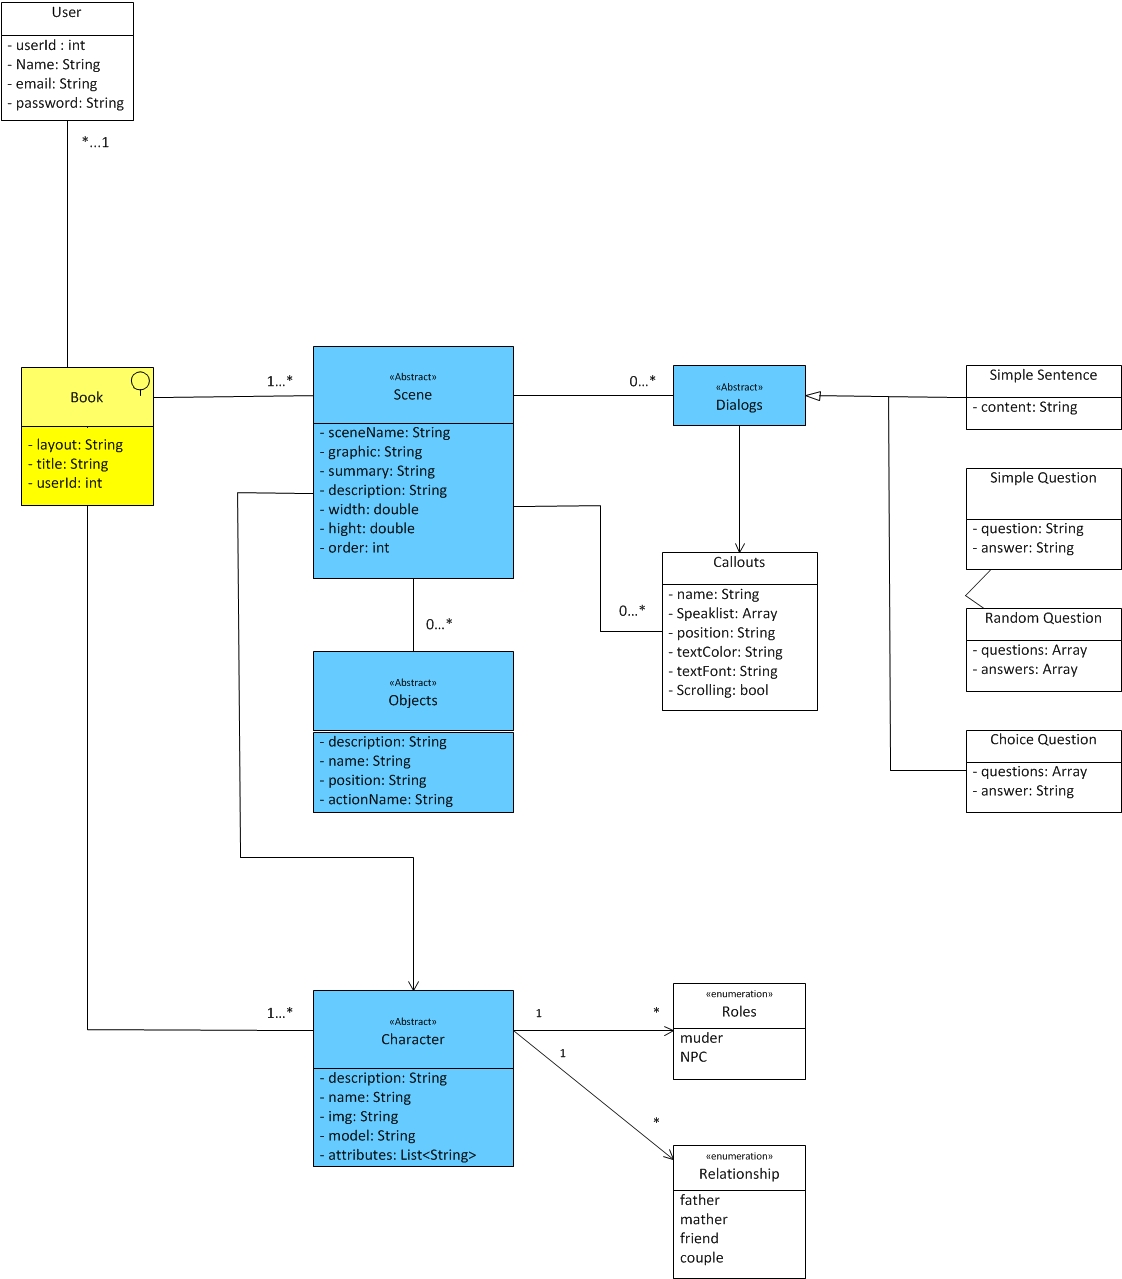 User
- userId : int
- Name: String
- email: String
- password: String
*...1
Book
- layout: String
- title: String
- userId: int
1...*
«Abstract»
Scene
- sceneName: String
- graphic: String
- summary: String
- description: String
- width: double
- hight: double
- order: int
0...*
«Abstract»
Dialogs
Simple Sentence
- content: String
Simple Question
- question: String
- answer: String
Random Question
- questions: Array
- answers: Array
Choice Question
- questions: Array
- answer: String
Callouts
- name: String
- Speaklist: Array
- position: String
- textColor: String
- textFont: String
- Scrolling: bool
0...*
0...*
«Abstract»
Objects
- description: String
- name: String
- position: String
- actionName: String
1...*
«Abstract»
Character
- description: String
- name: String
- img: String
- model: String
- attributes: List<String>
1
*
«enumeration»
Roles
muder
NPC
1
*
«enumeration»
Relationship
father
mather
friend
couple